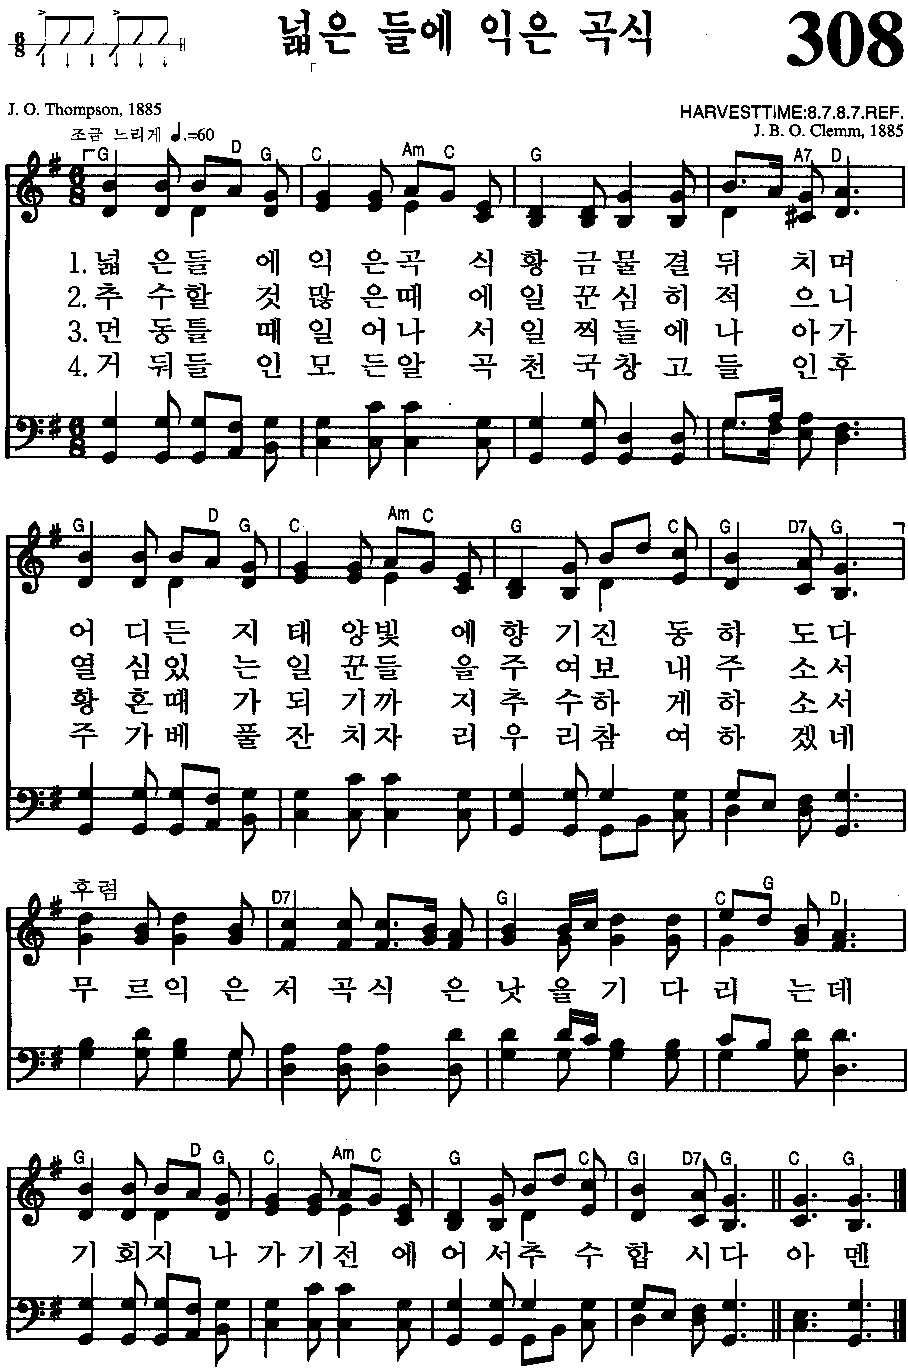 넓은 들에 익은 곡식 308
J. O. Thompson, 1885 HARVESTTIME:8.7.8.7.REF.
조금 느리게 ♩.=60 J. B. O. Clemm, 1885
G D G C Am C G A7 D
6/8
1. 넓 은 들 에 익 은 곡 식 황 금 물 결 뒤 치 며
2. 추 수 할 것 많 은 때 에 일 꾼 심 히 적 으 니
3. 먼 동 틀 때 일 어 나 서 일 찍 들 에 나 아 가
4. 거 둬 들 인 모 든 알 곡 천 국 창 고 들 인 후
G D G C Am C G C G D7 G
어 디 든 지 태 양 빛 에 향 기 진 동 하 도 다
열 심 있 는 일 꾼 들 을 주 여 보 내 주 소 서
황 혼 때 가 되 기 까 지 추 수 하 게 하 소 서
주 가 베 풀 잔 치 자 리 우 리 참 여 하 겠 네
후렴
D7 G C G D
무 르 익 은 저 곡 식 은 낫 을 기 다 리 는 데
G D G C Am C G C G D7 G C G
기 회 지 나 가 기 전 에 어 서 추 수 합 시 다 아 멘